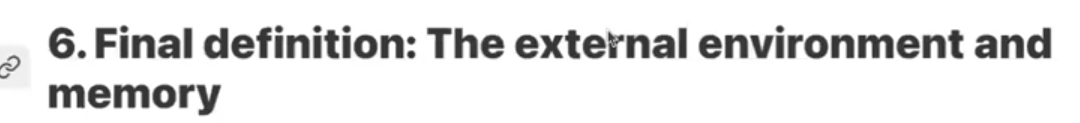 6. Final definition: The external environment and
memory